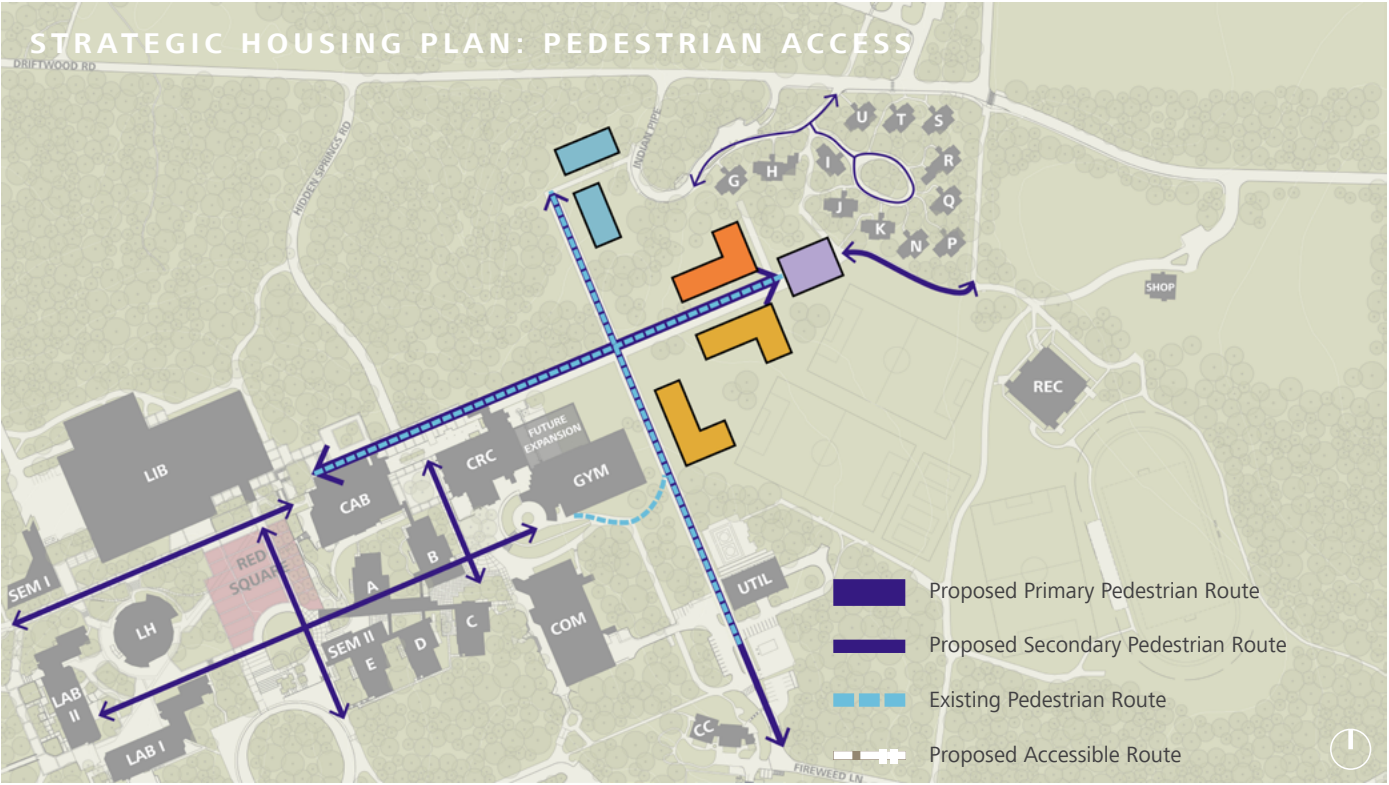 STRATEGIC HOUSING PLAN: PEDESTRIAN ACCESS
DRIFTWOOD RD
HIDDEN SPRINGS RD
INDIAN PIPE
U
T
S
G
H
I
R
J
Q
K
N
P
SHOP
REC
FUTURE
EXPANSION
CRC
GYM
LIB
CAB
RED
SQUARE
SEM I
B
A
UTIL
LH
SEM II
C
D
E
COM
LAB
II
LAB I
CC
FIREWEED LN
Proposed Primary Pedestrian Route
Proposed Secondary Pedestrian Route
Existing Pedestrian Route
Proposed Accessible Route